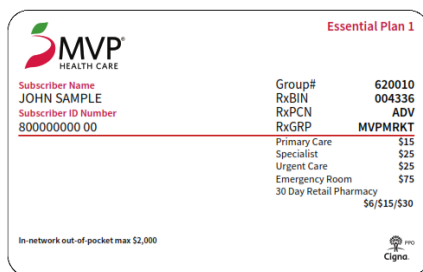 Essential Plan 1
MVP®
HEALTH CARE
Subscriber Name
JOHN SAMPLE
Subscriber ID Number
800000000 00
Group# 620010
RxBIN 004336
RxPCN ADV
RxGRP MVPMRKT
Primary Care $15
Specialist $25
Urgent Care $25
Emergency Room $75
30 Day Retail Pharmacy
$6/$15/$30
In-network out-of-pocket max $2,000
PPO
Cigna.